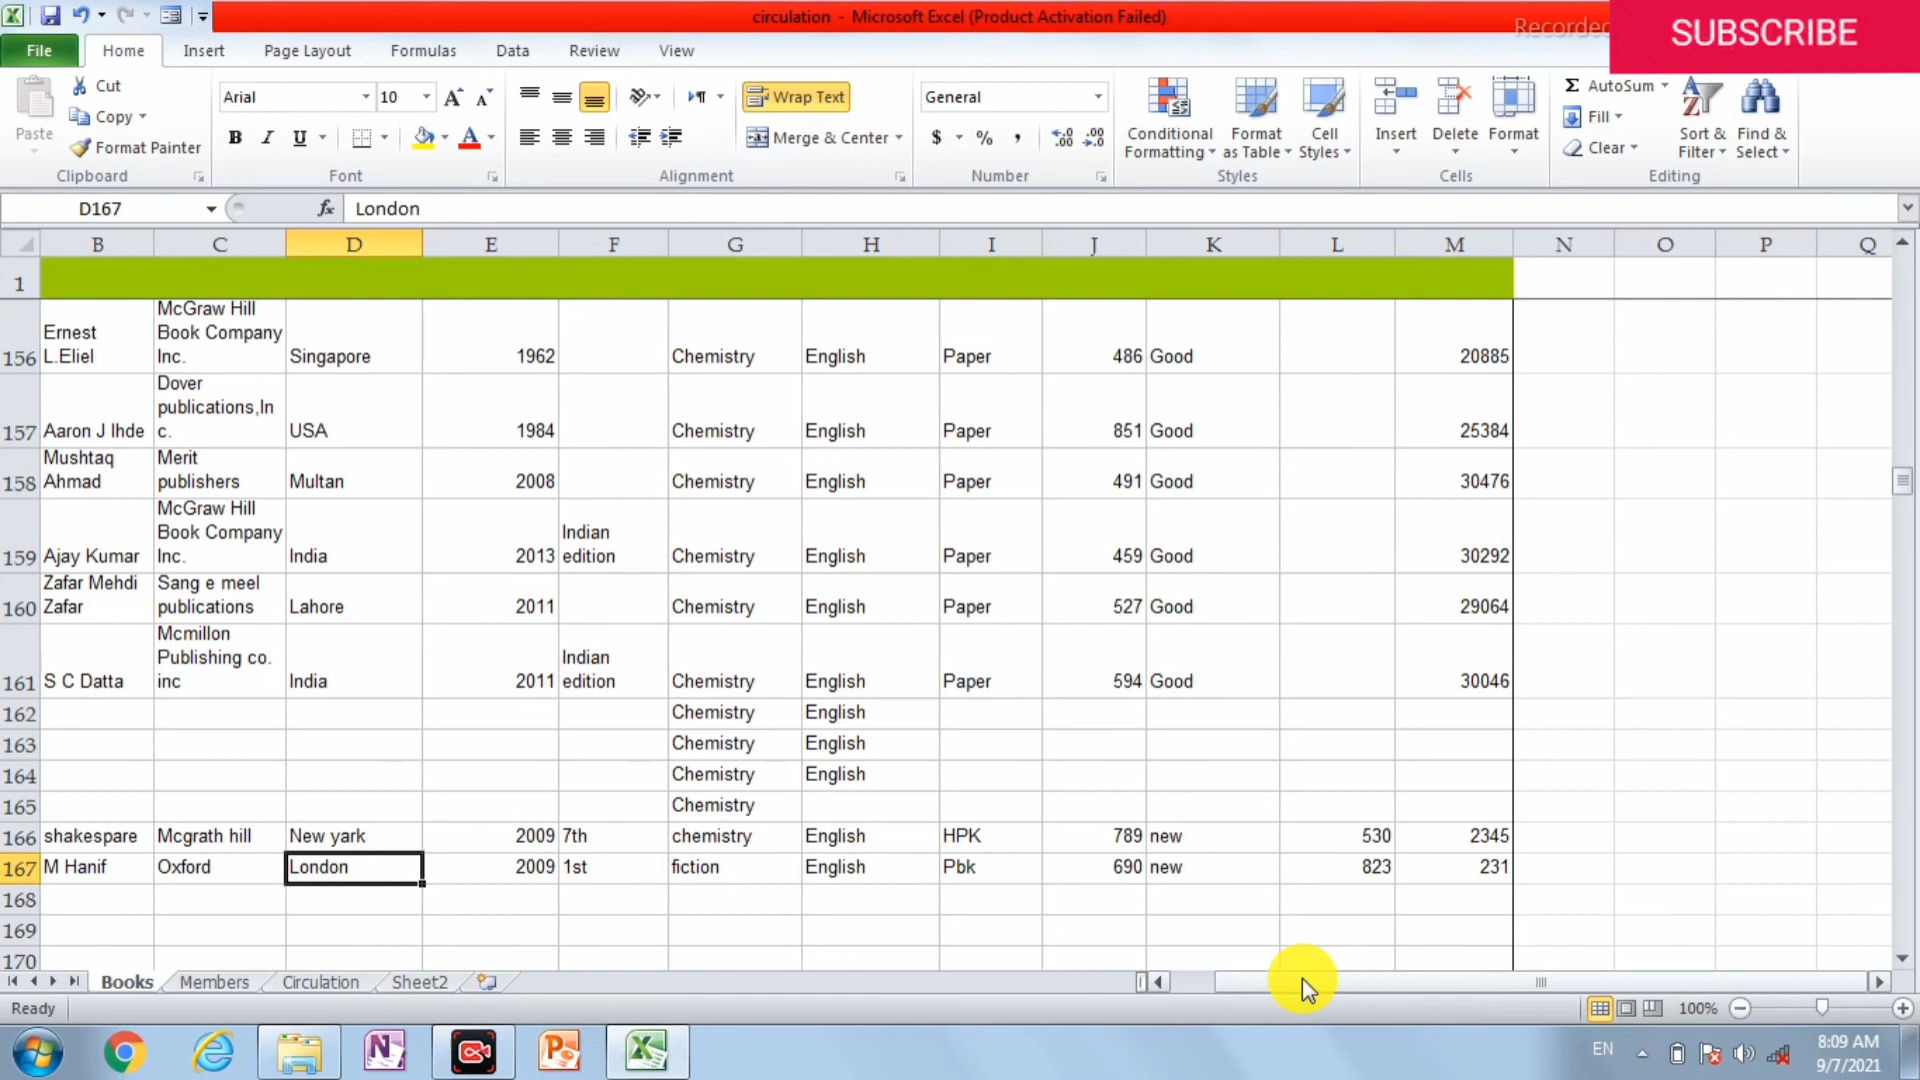 circulation - Microsoft Excel (Product Activation Failed)
Recorded
SUBSCRIBE
File Home Insert Page Layout Formulas Data Review View
Paste
Cut
Copy
Format Painter
Clipboard
Arial 10
B I U
Font
Wrap Text
Merge & Center
Alignment
General
$ % ,
Number
Conditional
Formatting
Format
as Table
Cell
Styles
Styles
Insert Delete Format
Cells
Σ AutoSum
Fill
Clear
Sort &
Filter
Find &
Select
Editing
D167 fx London
B C D E F G H I J K L M N O P Q
1
McGraw Hill
Ernest Book Company
156 L.Eliel Inc. Singapore 1962 Chemistry English Paper 486 Good 20885
Dover
publications,In
157 Aaron J Ihde c. USA 1984 Chemistry English Paper 851 Good 25384
Mushtaq Merit
158 Ahmad publishers Multan 2008 Chemistry English Paper 491 Good 30476
McGraw Hill
Book Company Indian
159 Ajay Kumar Inc. India 2013 edition Chemistry English Paper 459 Good 30292
Zafar Mehdi Sang e meel
160 Zafar publications Lahore 2011 Chemistry English Paper 527 Good 29064
Mcmillon
Publishing co. Indian
161 S C Datta inc India 2011 edition Chemistry English Paper 594 Good 30046
162 Chemistry English
163 Chemistry English
164 Chemistry English
165 Chemistry
166 shakespare Mcgrath hill New yark 2009 7th chemistry English HPK 789 new 530 2345
167 M Hanif Oxford London 2009 1st fiction English Pbk 690 new 823 231
168
169
170
Books Members Circulation Sheet2
Ready 100%
EN 8:09 AM
9/7/2021